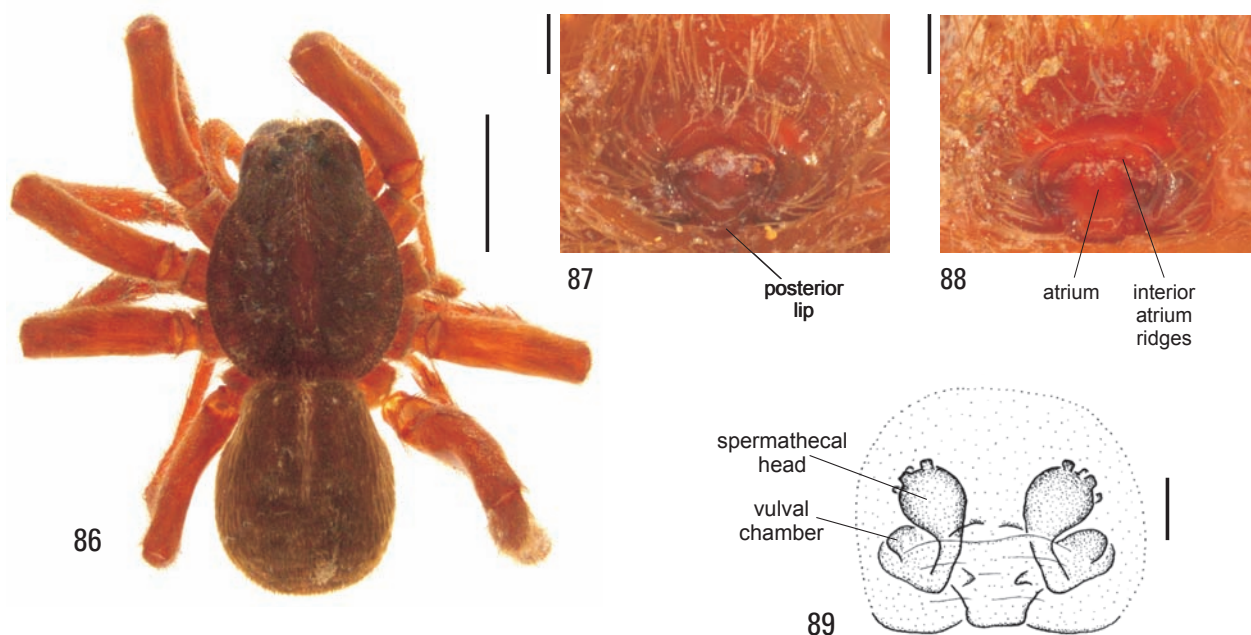 86
87
posterior
lip
88
atrium
interior
atrium
ridges
spermathecal
head
vulval
chamber
89